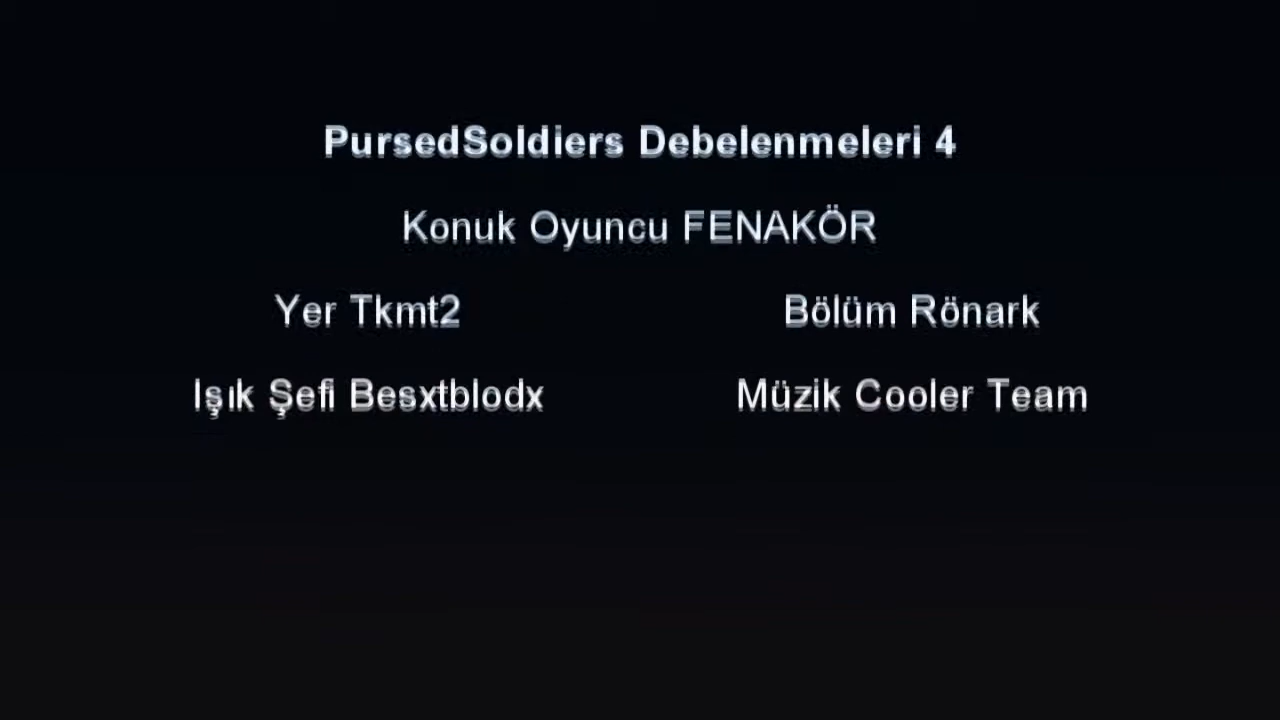 PursedSoldiers Debelenmeleri 4
Konuk Oyuncu FENAKÖR
Yer Tkmt2
Bölüm Rönark
Işık Şefi Besxtblodx
Müzik Cooler Team